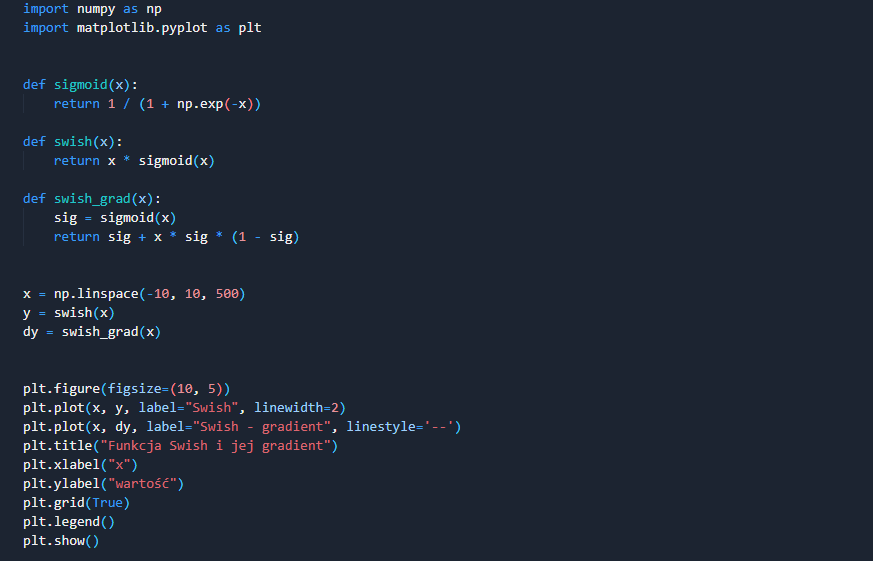 import numpy as np
import matplotlib.pyplot as plt
def sigmoid(x):
    return 1 / (1 + np.exp(-x))
def swish(x):
    return x * sigmoid(x)
def swish_grad(x):
    sig = sigmoid(x)
    return sig + x * sig * (1 - sig)
x = np.linspace(-10, 10, 500)
y = swish(x)
dy = swish_grad(x)
plt.figure(figsize=(10, 5))
plt.plot(x, y, label="Swish", linewidth=2)
plt.plot(x, dy, label="Swish - gradient", linestyle='--')
plt.title("Funkcja Swish i jej gradient")
plt.xlabel("x")
plt.ylabel("wartość")
plt.grid(True)
plt.legend()
plt.show()